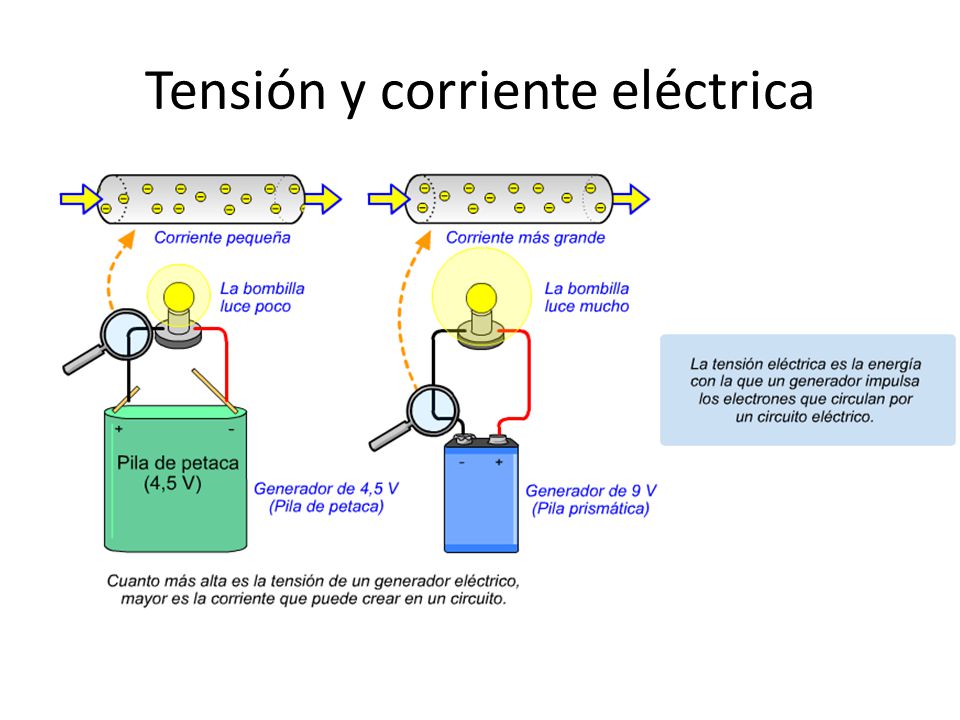 Tensión y corriente eléctrica
Corriente pequeña
La bombilla
luce poco
+ -
Pila de petaca
(4,5 V)
Generador de 4,5 V
(Pila de petaca)
Corriente más grande
La bombilla
luce mucho
- +
Generador de 9 V
(Pila prismática)
La tensión eléctrica es la energía
con la que un generador impulsa
los electrones que circulan por
un circuito eléctrico.
Cuanto más alta es la tensión de un generador eléctrico,
mayor es la corriente que puede crear en un circuito.